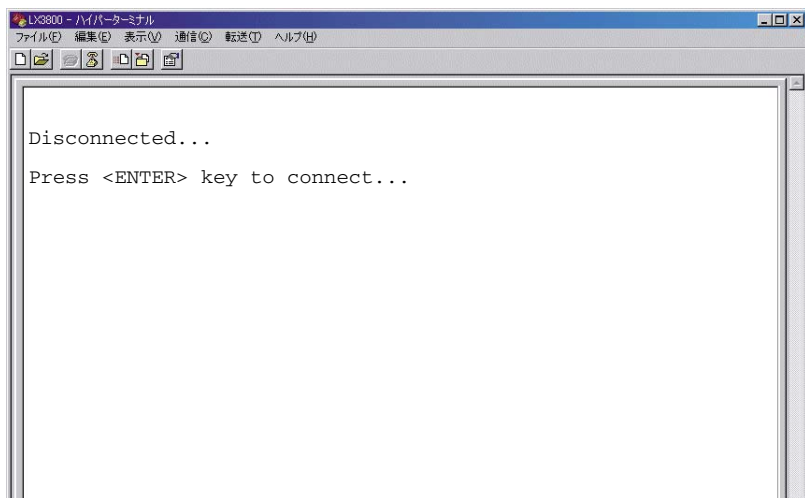 LX3800 - ハイパーターミナル
ファイル(F) 編集(E) 表示(V) 通信(C) 転送(T) ヘルプ(H)
Disconnected...
Press <ENTER> key to connect...